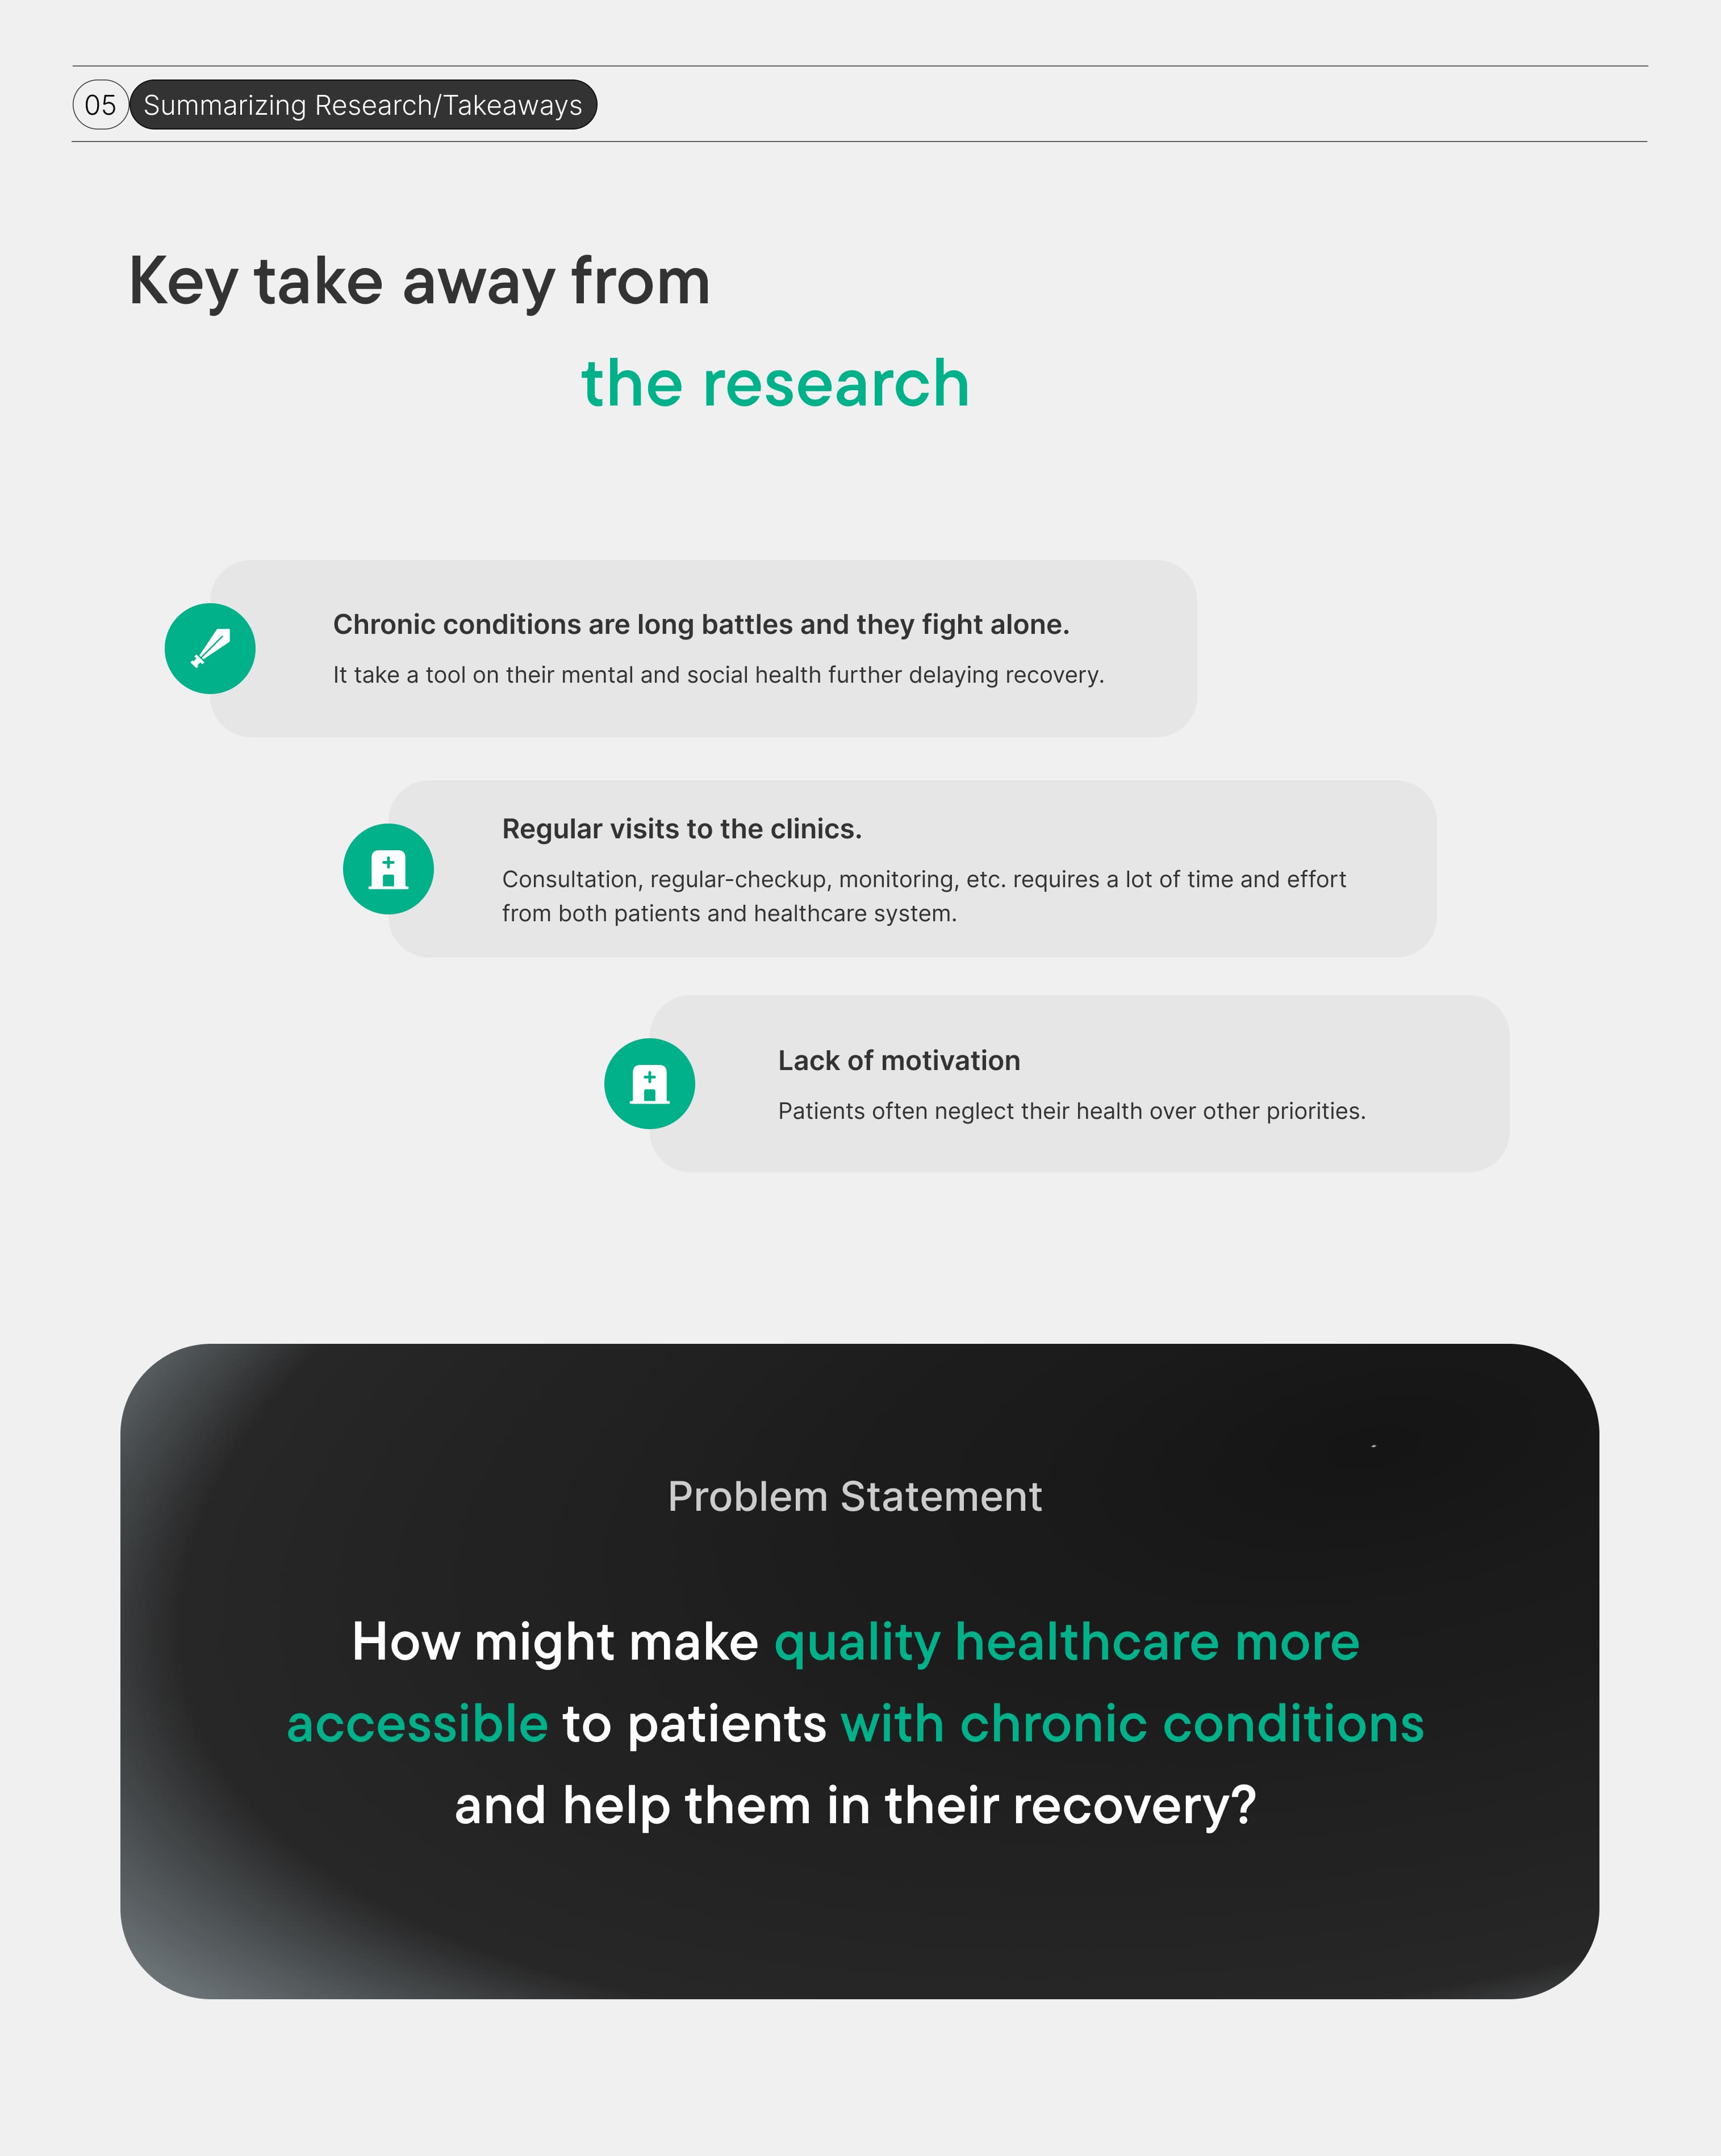 05 Summarizing Research/Takeaways
Key take away from
the research
Chronic conditions are long battles and they fight alone.
It take a tool on their mental and social health further delaying recovery.
Regular visits to the clinics.
Consultation, regular-checkup, monitoring, etc. requires a lot of time and effort
from both patients and healthcare system.
Lack of motivation
Patients often neglect their health over other priorities.
Problem Statement
How might make quality healthcare more
accessible to patients with chronic conditions
and help them in their recovery?